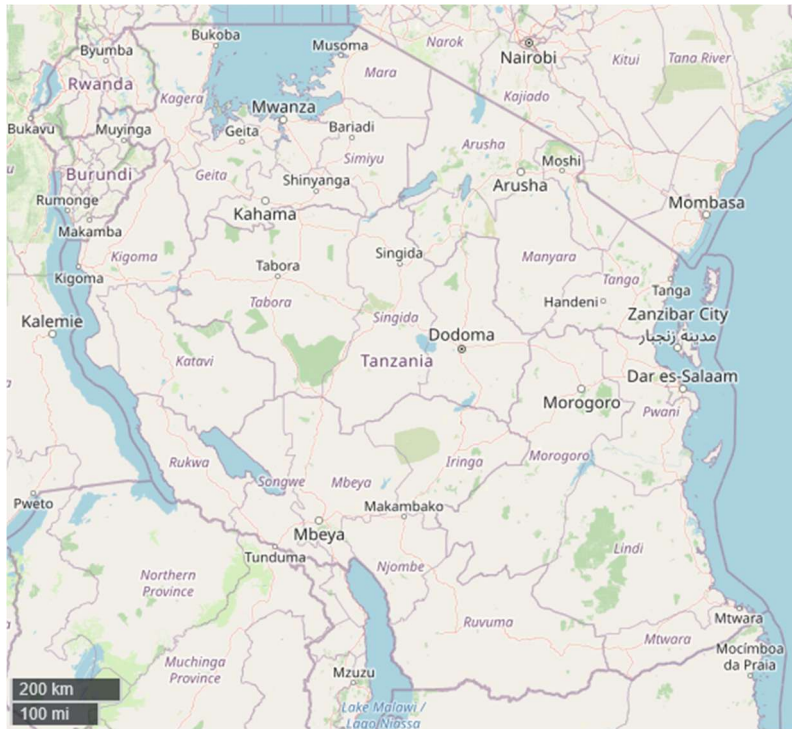 Bukoba
Byumba
Musoma
Narok
Nairobi
Kitui
Tana River
Mara
Rwanda
Kagera
Mwanza
Kajiado
Bukavu
Muyinga
Geita
Bariadi
Arusha
Moshi
Simiyu
Burundi
Geita
Shinyanga
Arusha
Rumonge
Kahama
Mombasa
Makamba
Kigoma
Singida
Manyara
Kigoma
Tabora
Tanga
Tanga
Tabora
Handeni
Kalemie
Singida
Zanzibar City
مدينة زنجبار
Dodoma
Katavi
Tanzania
Dar es-Salaam
Morogoro
Pwani
Rukwa
Songwe
Mbeya
Iringa
Morogoro
Pweto
Makambako
Mbeya
Tunduma
Lindi
Njombe
Northern
Province
Ruvuma
Mtwara
Mtwara
Mocímboa
da Praia
Muchinga
Province
Mzuzu
200 km
100 mi
Lake Malawi /
Lago Niassa